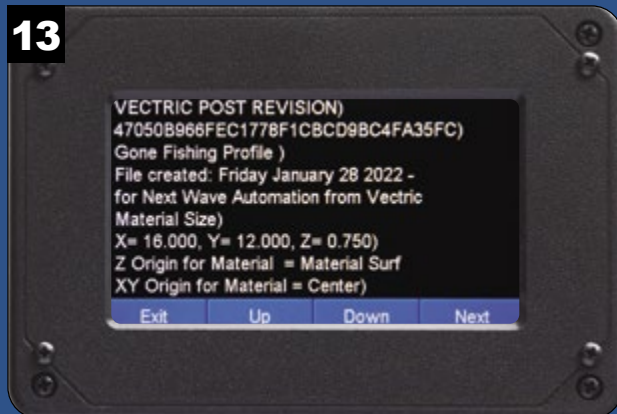 13
VECTRIC POST REVISION)
47050B966FEC1778F1CBCD9BC4FA35FC)
Gone Fishing Profile )
File created: Friday January 28 2022 -
for Next Wave Automation from Vectric
Material Size)
X= 16.000, Y= 12.000, Z= 0.750)
Z Origin for Material = Material Surf
XY Origin for Material = Center)
Exit Up Down Next